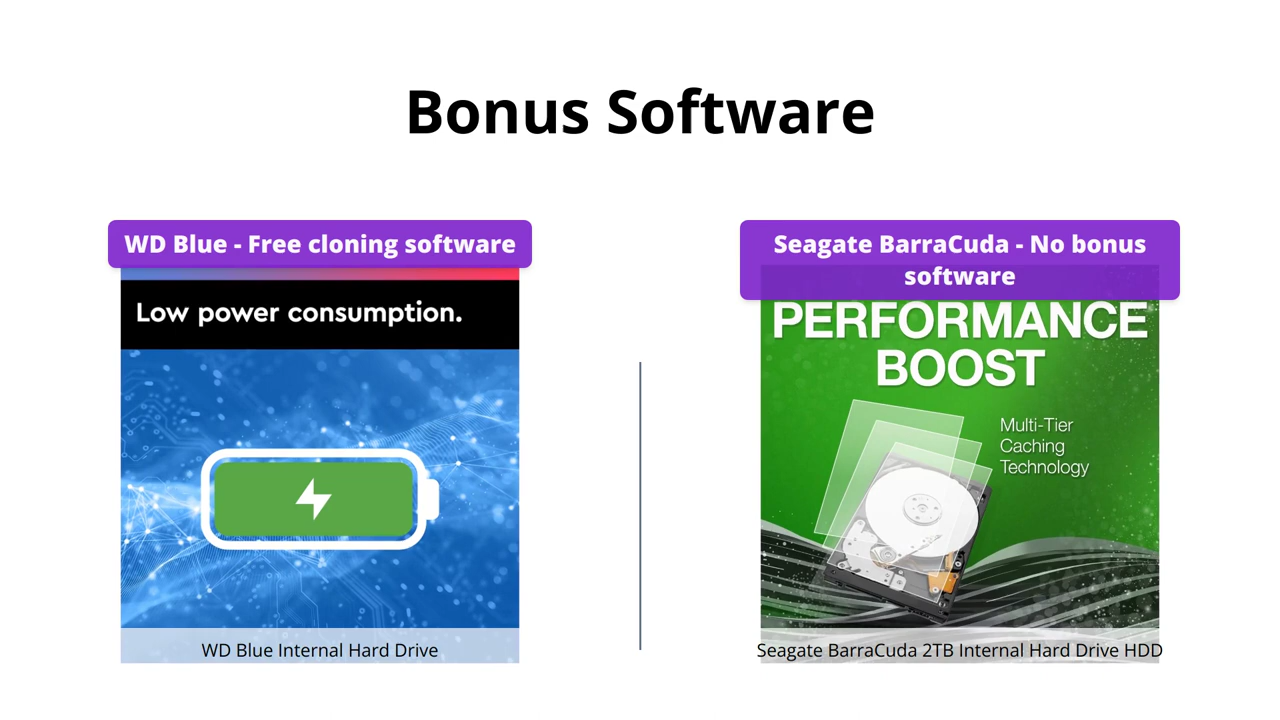 Bonus Software
WD Blue - Free cloning software
Low power consumption.
WD Blue Internal Hard Drive
Seagate BarraCuda - No bonus
software
PERFORMANCE
BOOST
Multi-Tier
Caching
Technology
Seagate BarraCuda 2TB Internal Hard Drive HDD